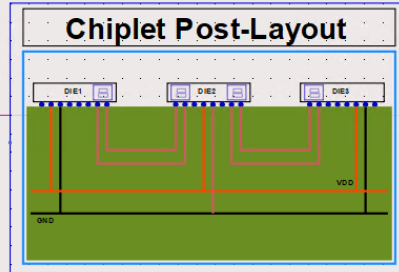 Chiplet Post-Layout
DIE1
DIE2
DIE3
VDD
GND